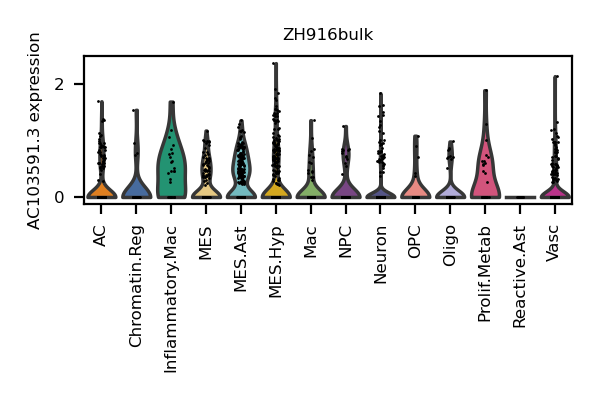 ZH916bulk
AC103591.3 expression
2
0
AC
Chromatin.Reg
Inflammatory.Mac
MES
MES.Ast
MES.Hyp
Mac
NPC
Neuron
OPC
Oligo
Prolif.Metab
Reactive.Ast
Vasc